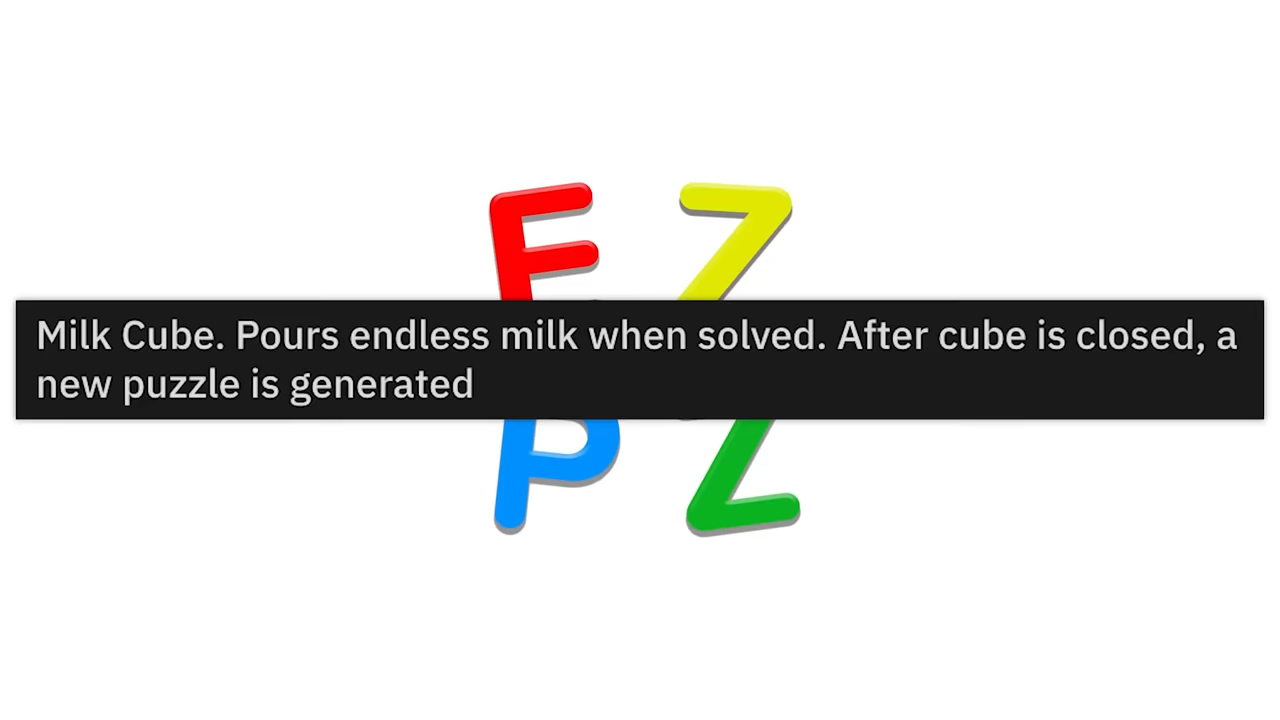 F Z
Milk Cube. Pours endless milk when solved. After cube is closed, a
new puzzle is generated
P Z